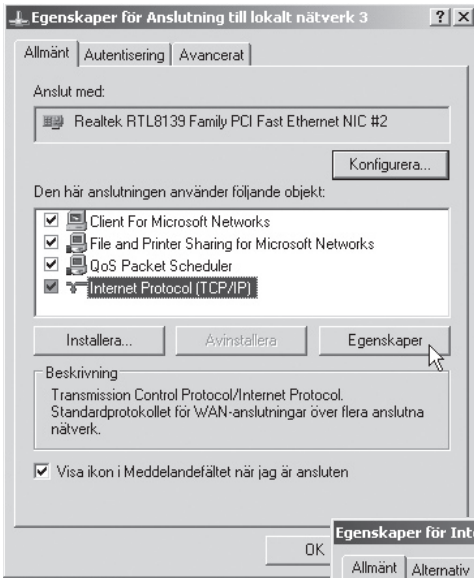 Egenskaper för Anslutning till lokalt nätverk 3
Allmänt Autentisering Avancerat
Anslut med:
Realtek RTL8139 Family PCI Fast Ethernet NIC #2
Konfigurera...
Den här anslutningen använder följande objekt:
Client For Microsoft Networks
File and Printer Sharing for Microsoft Networks
QoS Packet Scheduler
Internet Protocol (TCP/IP)
Installera... Avinstallera Egenskaper
Beskrivning
Transmission Control Protocol/Internet Protocol.
Standardprotokollet för WAN-anslutningar över flera anslutna
nätverk.
Visa ikon i Meddelandefältet när jag är ansluten
OK
Egenskaper för Int
Allmänt Alternativ